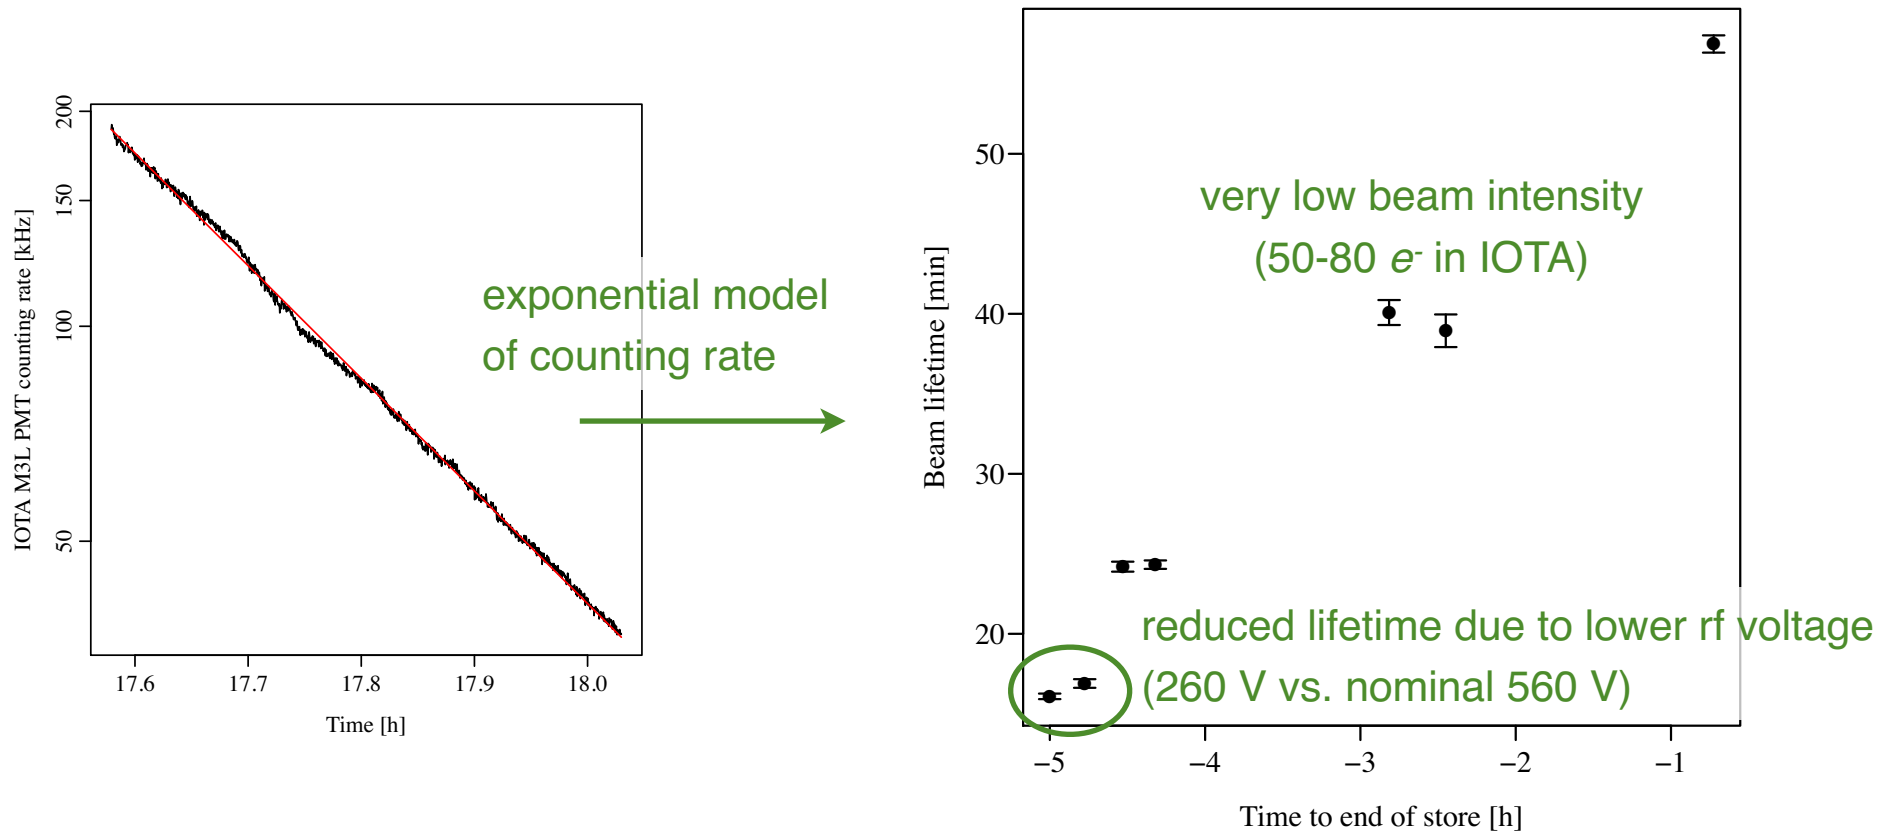 200
150
100
50
IOTA M3L PMT counting rate [kHz]
17.6 17.7 17.8 17.9 18.0
Time [h]
exponential model
of counting rate
50
40
30
20
Beam lifetime [min]
very low beam intensity
(50-80 e- in IOTA)
reduced lifetime due to lower rf voltage
(260 V vs. nominal 560 V)
−5 −4 −3 −2 −1
Time to end of store [h]